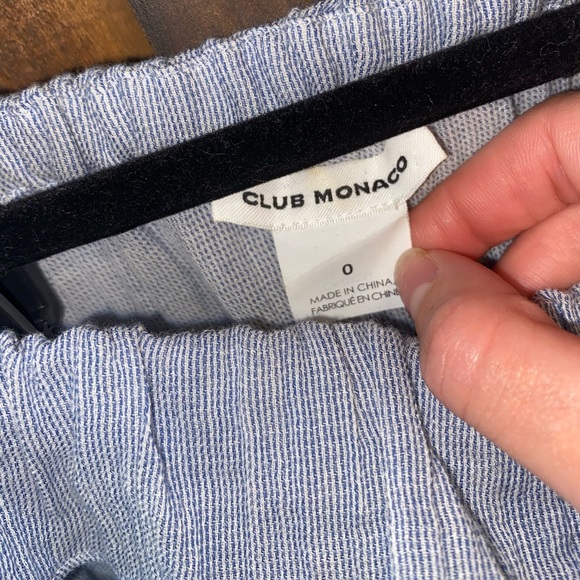 CLUB MONACO
0
MADE IN CHINA
FABRIQUÉ EN CHINE